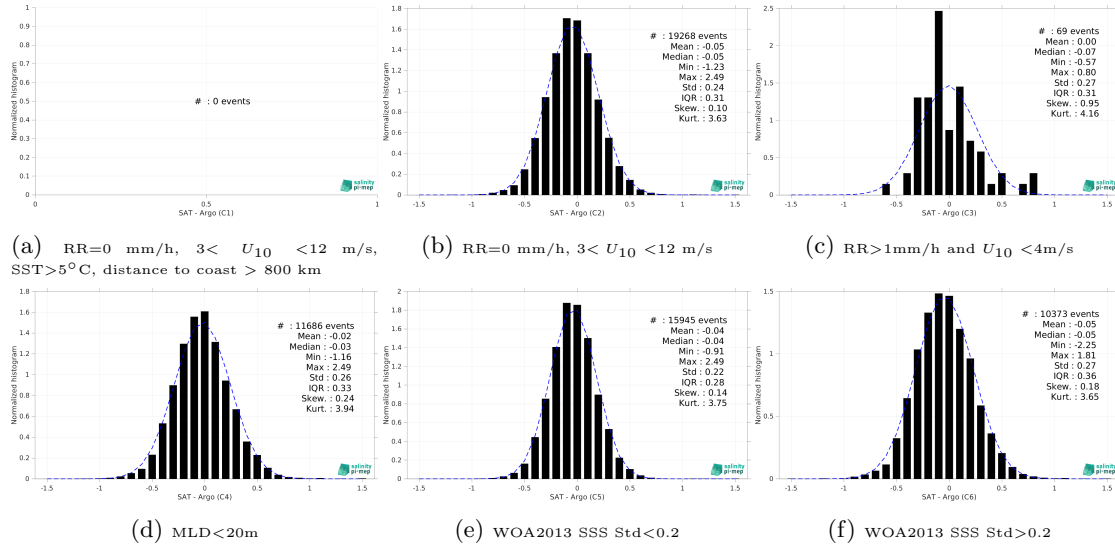 1
0.9
0.8
0.7
0.6
0.5
0.4
0.3
0.2
0.1
0
Normalized histogram
# : 0 events
salinity
pi-mep
0 0.5 1
SAT - Argo (C1)
(a) RR=0 mm/h, 3< U10 <12 m/s,
SST>5°C, distance to coast > 800 km
1.8
1.6
1.4
1.2
1
0.8
0.6
0.4
0.2
0
Normalized histogram
# : 19268 events
Mean : -0.05
Median : -0.05
Min : -1.23
Max : 2.49
Std : 0.24
IQR : 0.31
Skew. : 0.10
Kurt. : 3.63
salinity
pi-mep
-1.5 -1 -0.5 0 0.5 1 1.5
SAT - Argo (C2)
(b) RR=0 mm/h, 3< U10 <12 m/s
2.5
2
1.5
1
0.5
0
Normalized histogram
# : 69 events
Mean : 0.00
Median : -0.07
Min : -0.57
Max : 0.80
Std : 0.27
IQR : 0.31
Skew. : 0.95
Kurt. : 4.16
salinity
pi-mep
-1.5 -1 -0.5 0 0.5 1 1.5
SAT - Argo (C3)
(c) RR>1mm/h and U10 <4m/s
1.8
1.6
1.4
1.2
1
0.8
0.6
0.4
0.2
0
Normalized histogram
# : 11686 events
Mean : -0.02
Median : -0.03
Min : -1.16
Max : 2.49
Std : 0.26
IQR : 0.33
Skew. : 0.24
Kurt. : 3.94
salinity
pi-mep
-1.5 -1 -0.5 0 0.5 1 1.5
SAT - Argo (C4)
(d) MLD<20m
2
1.8
1.6
1.4
1.2
1
0.8
0.6
0.4
0.2
0
Normalized histogram
# : 15945 events
Mean : -0.04
Median : -0.04
Min : -0.91
Max : 2.49
Std : 0.22
IQR : 0.28
Skew. : 0.14
Kurt. : 3.75
salinity
pi-mep
-1.5 -1 -0.5 0 0.5 1 1.5
SAT - Argo (C5)
(e) WOA2013 SSS Std<0.2
1.5
1
0.5
0
Normalized histogram
# : 10373 events
Mean : -0.05
Median : -0.05
Min : -2.25
Max : 1.81
Std : 0.27
IQR : 0.36
Skew. : 0.18
Kurt. : 3.65
salinity
pi-mep
-1.5 -1 -0.5 0 0.5 1 1.5
SAT - Argo (C6)
(f) WOA2013 SSS Std>0.2